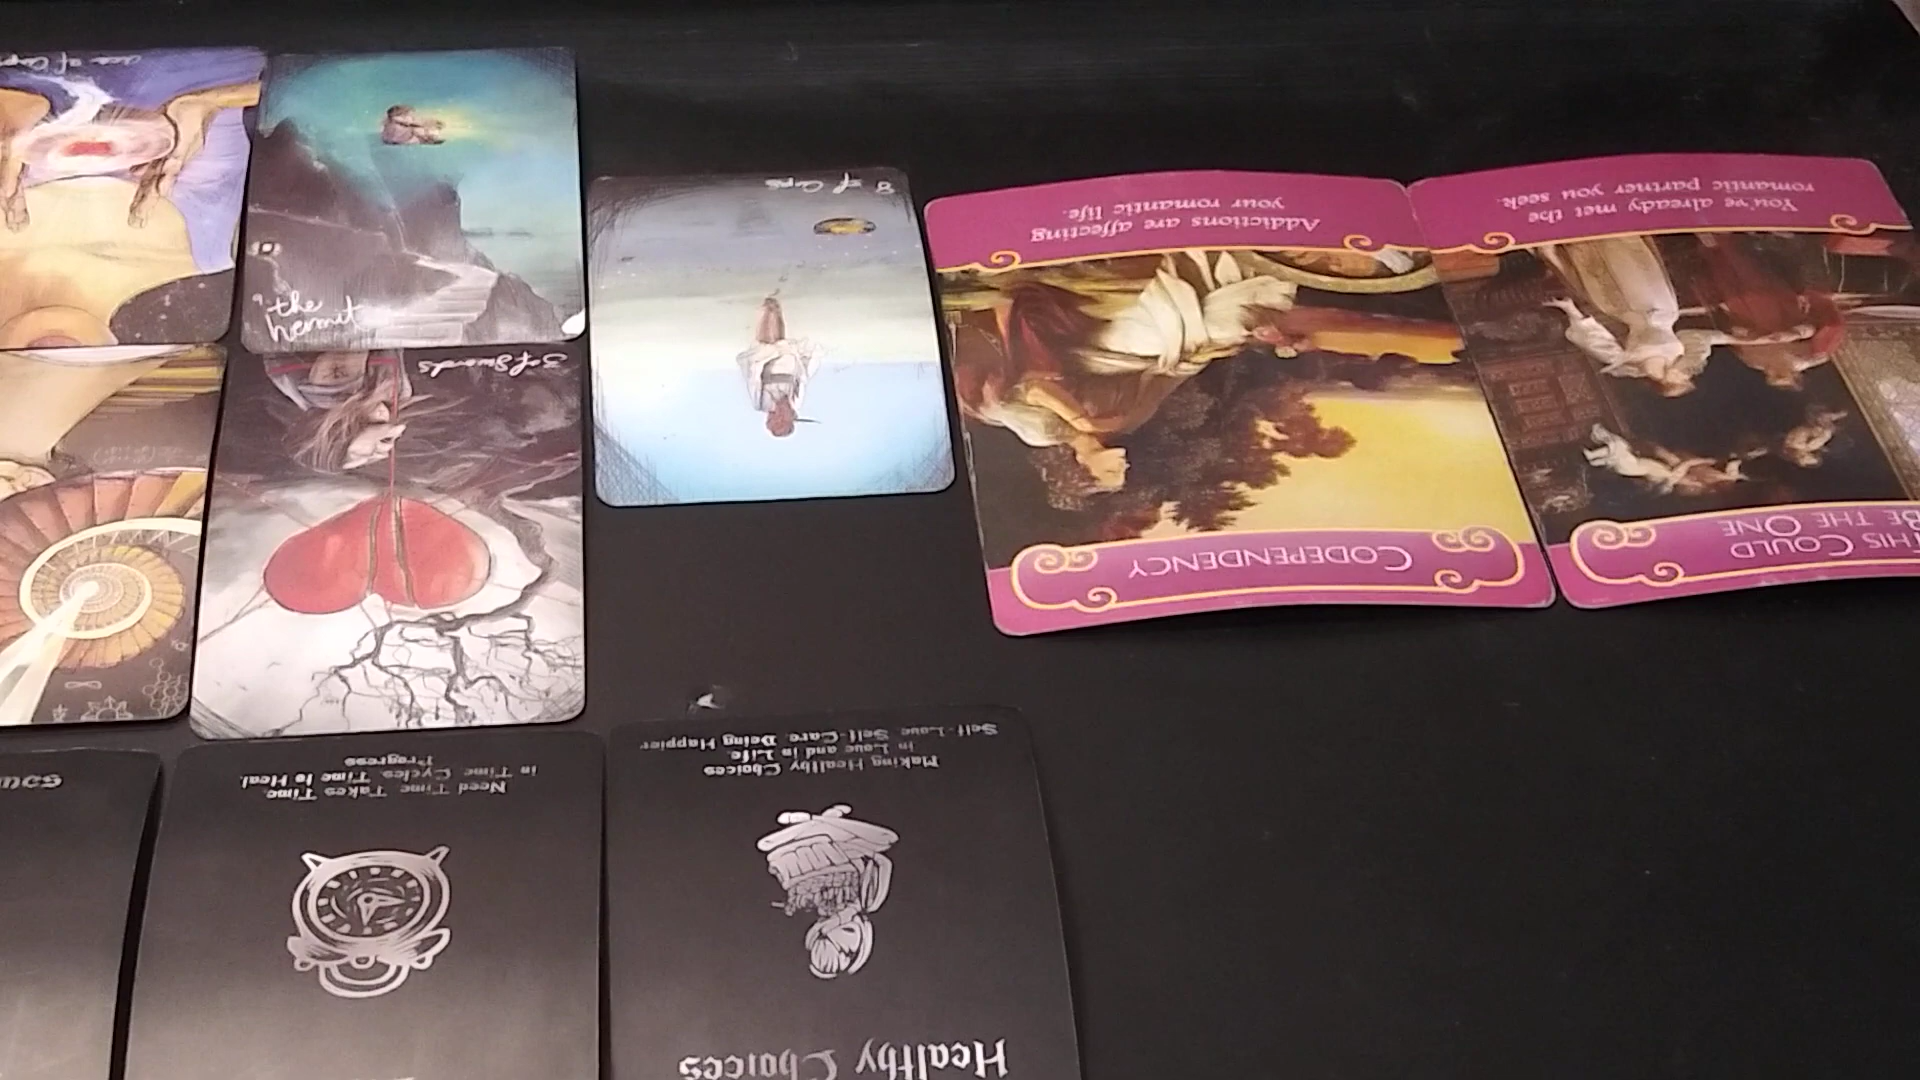 Ace of Cups
the
hermit
3 of Swords
8 of Cups
CODEPENDENCY
Addictions are affecting
your romantic life.
THIS COULD
BE THE ONE
You've already met the
romantic partner you seek.
Need Time. Takes Time.
in Time. Cycles. Time to Heal.
Progress
Healthy Choices
Making Healthy Choices
in Love and in Life.
Self-Love. Self-Care. Being Happier